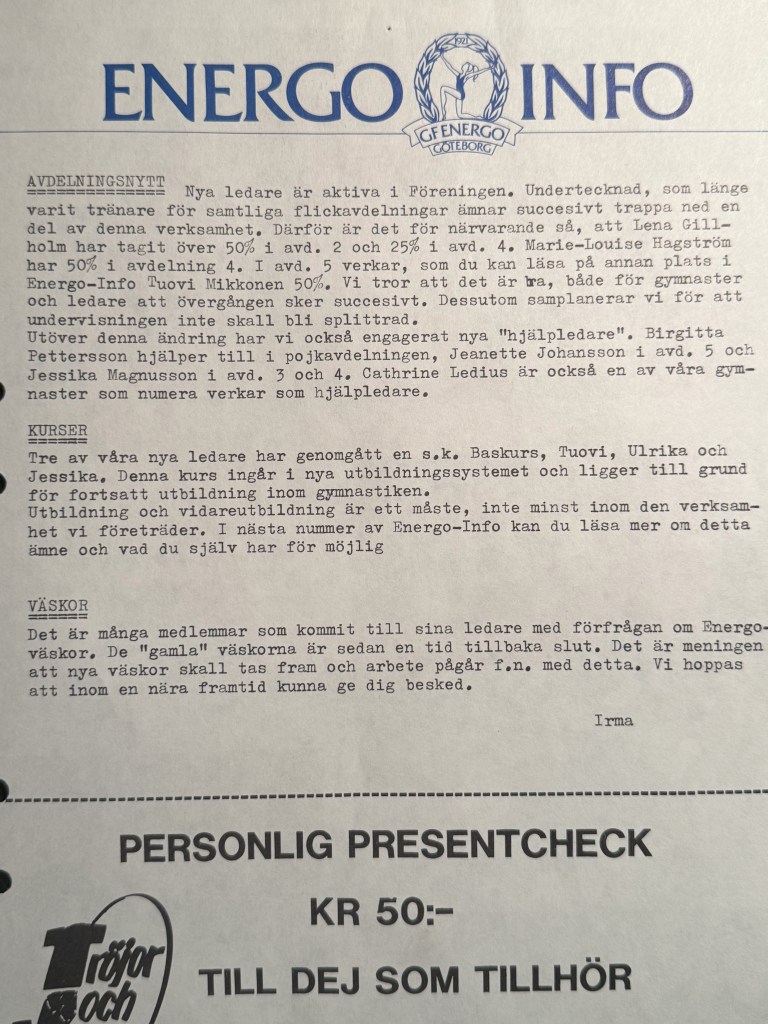 ENERGO INFO
1921
GF ENERGO
GÖTEBORG
AVDELNINGSNYTT Nya ledare är aktiva i Föreningen. Undertecknad, som länge
varit tränare för samtliga flickavdelningar ämnar succesivt trappa ned en
del av denna verksamhet. Därför är det för närvarande så, att Lena Gill-
holm har tagit över 50% i avd. 2 och 25% i avd. 4. Marie-Louise Hagström
har 50% i avdelning 4. I avd. 5 verkar, som du kan läsa på annan plats i
Energo-Info Tuovi Mikkonen 50%. Vi tror att det är bra, både för gymnaster
och ledare att övergången sker succesivt. Dessutom samplanerar vi för att
undervisningen inte skall bli splittrad.
Utöver denna ändring har vi också engagerat nya "hjälpledare". Birgitta
Pettersson hjälper till i pojkavdelningen, Jeanette Johansson i avd. 5 och
Jessika Magnusson i avd. 3 och 4. Cathrine Ledius är också en av våra gym-
naster som numera verkar som hjälpledare.
KURSER
Tre av våra nya ledare har genomgått en s.k. Baskurs, Tuovi, Ulrika och
Jessika. Denna kurs ingår i nya utbildningssystemet och ligger till grund
för fortsatt utbildning inom gymnastiken.
Utbildning och vidareutbildning är ett måste, inte minst inom den verksam-
het vi företräder. I nästa nummer av Energo-Info kan du läsa mer om detta
ämne och vad du själv har för möjlig
VÄSKOR
Det är många medlemmar som kommit till sina ledare med förfrågan om Energo-
väskor. De "gamla" väskorna är sedan en tid tillbaka slut. Det är meningen
att nya väskor skall tas fram och arbete pågår f.n. med detta. Vi hoppas
att inom en nära framtid kunna ge dig besked.
Irma
PERSONLIG PRESENTCHECK
KR 50:-
TILL DEJ SOM TILLHÖR
Tröjor
och